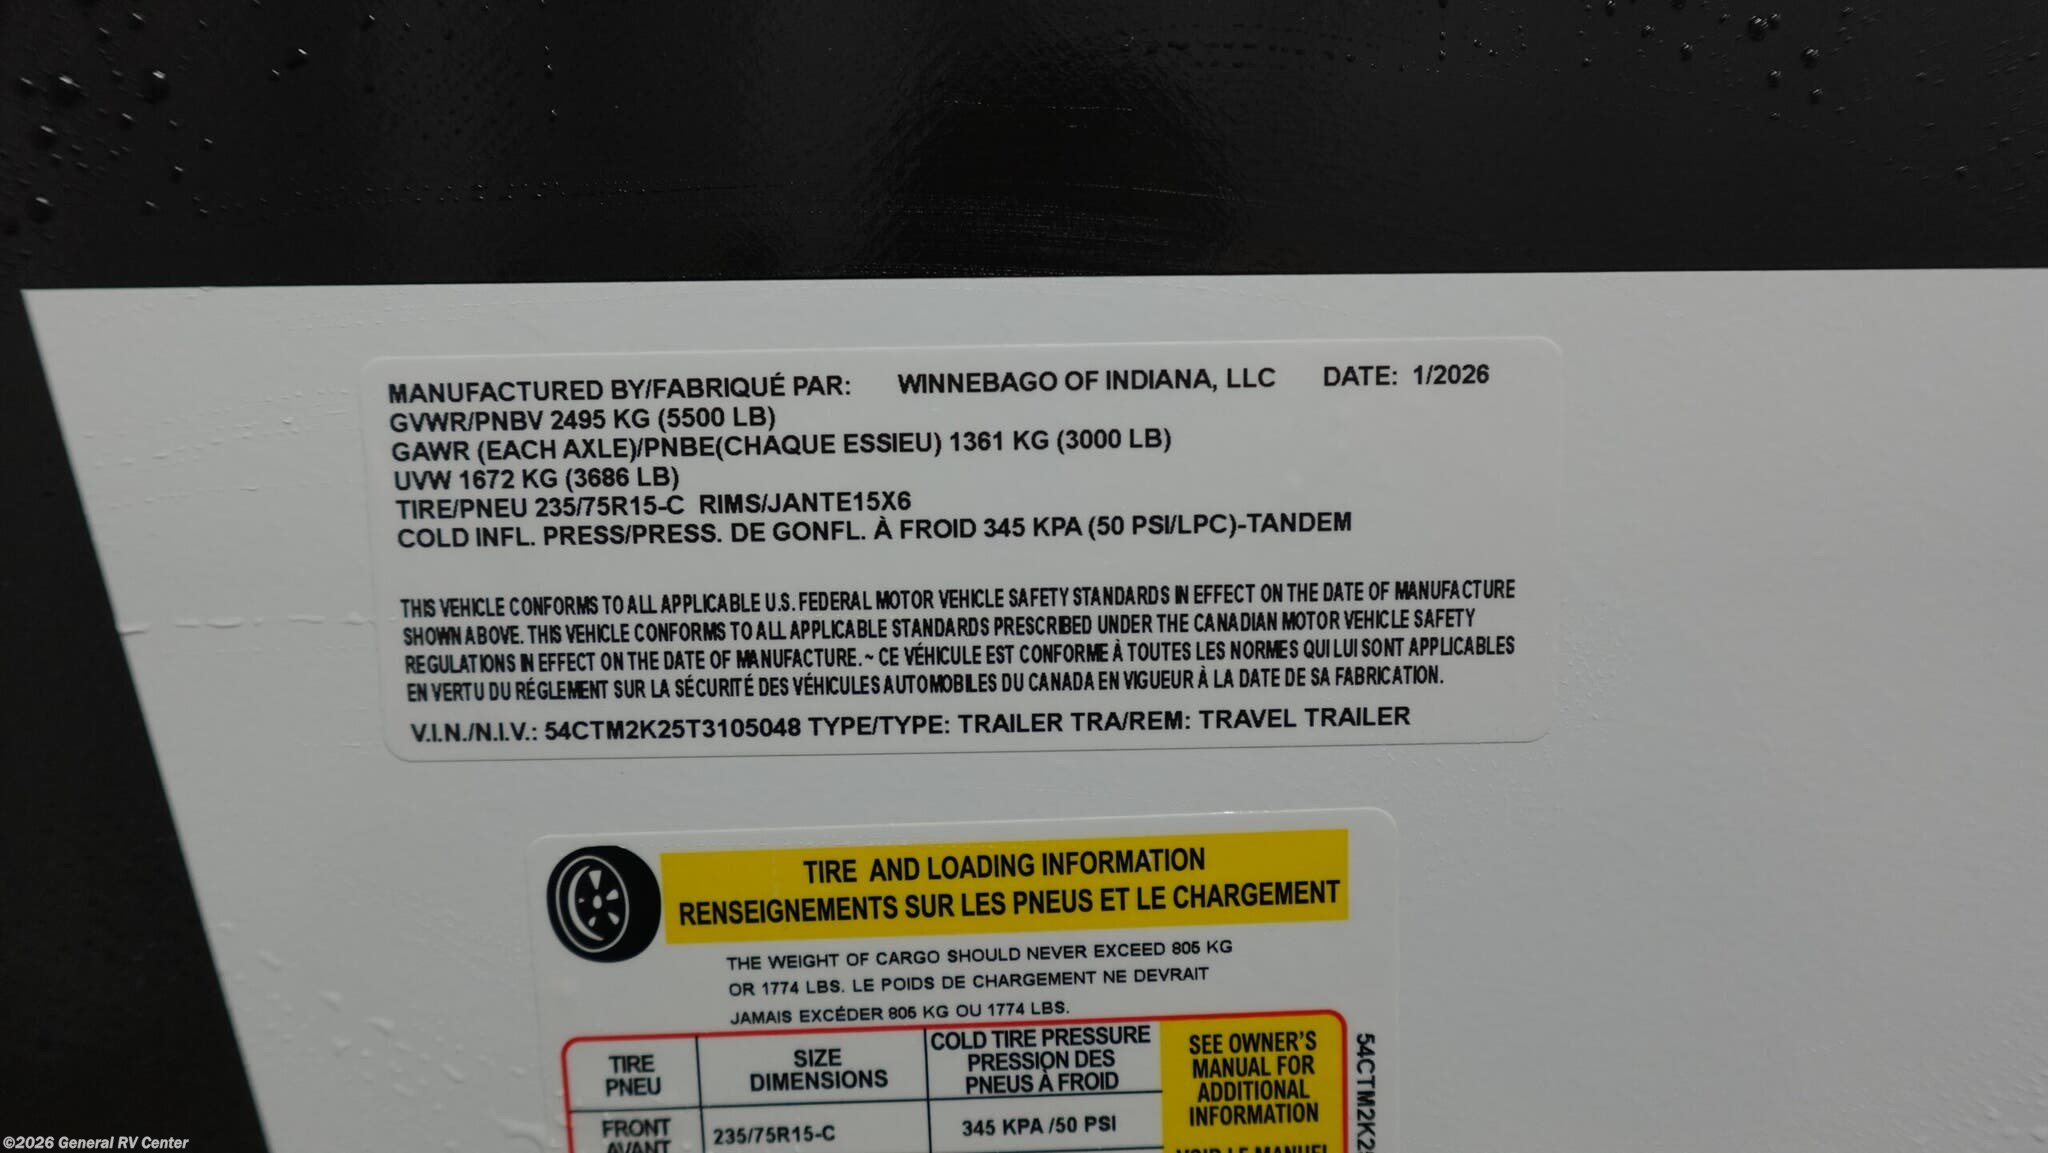 MANUFACTURED BY/FABRIQUÉ PAR: WINNEBAGO OF INDIANA, LLC DATE: 1/2026
GVWR/PNBV 2495 KG (5500 LB)
GAWR (EACH AXLE)/PNBE(CHAQUE ESSIEU) 1361 KG (3000 LB)
UVW 1672 KG (3686 LB)
TIRE/PNEU 235/75R15-C RIMS/JANTE15X6
COLD INFL. PRESS/PRESS. DE GONFL. À FROID 345 KPA (50 PSI/LPC)-TANDEM
THIS VEHICLE CONFORMS TO ALL APPLICABLE U.S. FEDERAL MOTOR VEHICLE SAFETY STANDARDS IN EFFECT ON THE DATE OF MANUFACTURE
SHOWN ABOVE. THIS VEHICLE CONFORMS TO ALL APPLICABLE STANDARDS PRESCRIBED UNDER THE CANADIAN MOTOR VEHICLE SAFETY
REGULATIONS IN EFFECT ON THE DATE OF MANUFACTURE. ~ CE VÉHICULE EST CONFORME À TOUTES LES NORMES QUI LUI SONT APPLICABLES
EN VERTU DU RÉGLEMENT SUR LA SÉCURITÉ DES VÉHICULES AUTOMOBILES DU CANADA EN VIGUEUR À LA DATE DE SA FABRICATION.
V.I.N./N.I.V.: 54CTM2K25T3105048 TYPE/TYPE: TRAILER TRA/REM: TRAVEL TRAILER
TIRE AND LOADING INFORMATION
RENSEIGNEMENTS SUR LES PNEUS ET LE CHARGEMENT
THE WEIGHT OF CARGO SHOULD NEVER EXCEED 805 KG
OR 1774 LBS. LE POIDS DE CHARGEMENT NE DEVRAIT
JAMAIS EXCÉDER 805 KG OU 1774 LBS.
TIRE
PNEU
SIZE
DIMENSIONS
COLD TIRE PRESSURE
PRESSION DES
PNEUS À FROID
SEE OWNER'S
MANUAL FOR
ADDITIONAL
INFORMATION
FRONT
AVANT
235/75R15-C
345 KPA /50 PSI
VOIR LE MANUEL
54CTM2K2
©2026 General RV Center